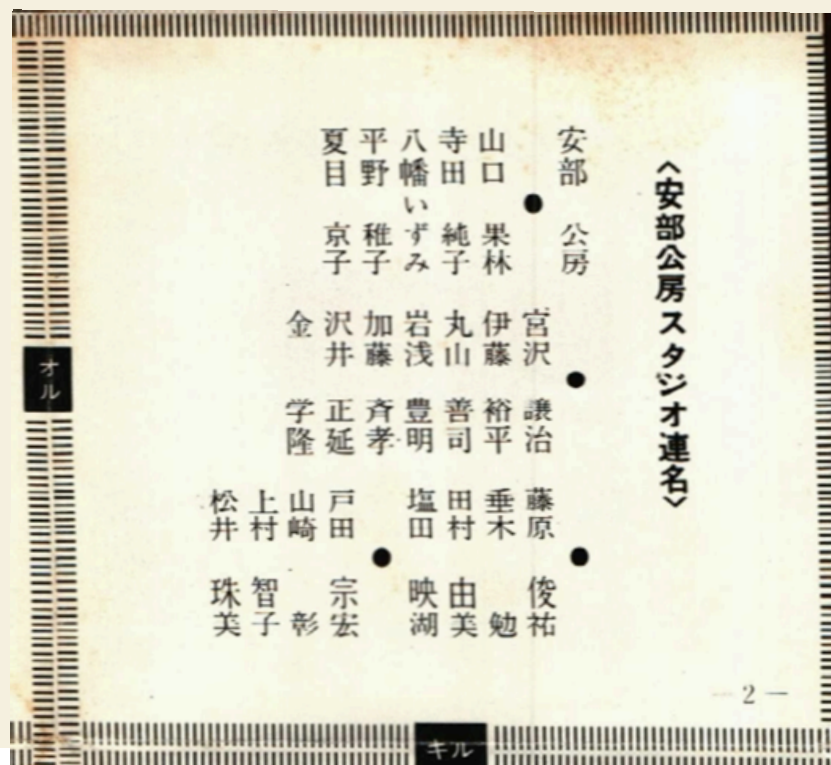 〈安部公房スタジオ連名〉
安部 公房
●
山口 果林
寺田 純子
八幡いずみ
平野 稚子
夏目 京子
●
宮沢 譲治
伊藤 裕平
丸山 善司
岩浅 豊明
加藤 斉孝
沢井 正延
金 学隆
●
藤原 俊祐
垂木 勉
田村 由美
塩田 映湖
●
戸田 宗宏
山崎 彰
上村 智子
松井 珠美
オル
キル
— 2 —